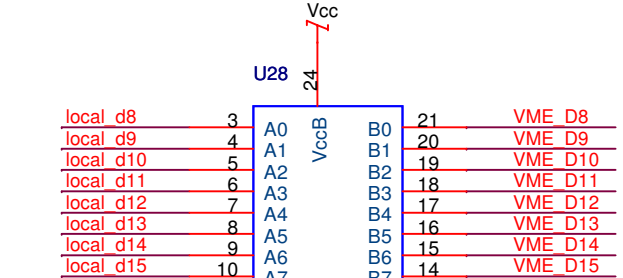 Vcc
U28
24
VccB
local_d8 3 A0 B0 21 VME_D8
local_d9 4 A1 B1 20 VME_D9
local_d10 5 A2 B2 19 VME_D10
local_d11 6 A3 B3 18 VME_D11
local_d12 7 A4 B4 17 VME_D12
local_d13 8 A5 B5 16 VME_D13
local_d14 9 A6 B6 15 VME_D14
local_d15 10 A7 B7 14 VME_D15